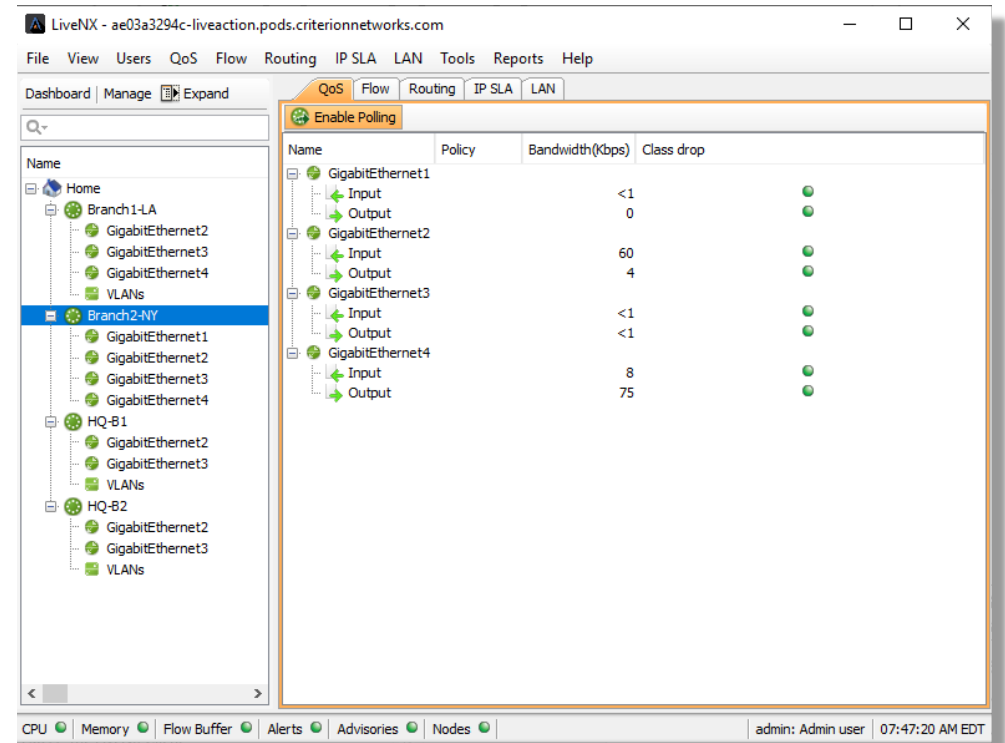 LiveNX - ae03a3294c-liveaction.pods.criterionnetworks.com
File View Users QoS Flow Routing IP SLA LAN Tools Reports Help
Dashboard Manage Expand
Name
Home
Branch1-LA
GigabitEthernet2
GigabitEthernet3
GigabitEthernet4
VLANs
Branch2-NY
GigabitEthernet1
GigabitEthernet2
GigabitEthernet3
GigabitEthernet4
HQ-B1
GigabitEthernet2
GigabitEthernet3
VLANs
HQ-B2
GigabitEthernet2
GigabitEthernet3
VLANs
QoS Flow Routing IP SLA LAN
Enable Polling
Name Policy Bandwidth(Kbps) Class drop
GigabitEthernet1
Input <1
Output 0
GigabitEthernet2
Input 60
Output 4
GigabitEthernet3
Input <1
Output <1
GigabitEthernet4
Input 8
Output 75
CPU Memory Flow Buffer Alerts Advisories Nodes admin: Admin user 07:47:20 AM EDT